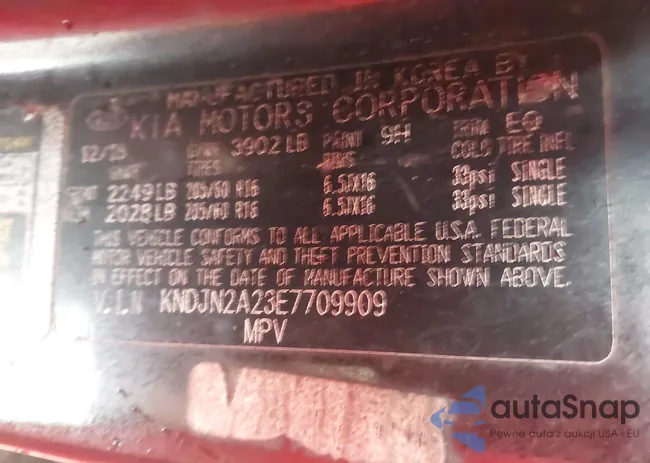 MANUFACTURED IN KOREA BY
KIA MOTORS CORPORATION
12/13 GVWR 3902 LB PAINT 9H TRIM EQ
TIRES RIMS COLD TIRE INFL
FRONT 2249 LB 205/60 R16 6.5JX16 33psi SINGLE
REAR 2028 LB 205/60 R16 6.5JX16 33psi SINGLE
THIS VEHICLE CONFORMS TO ALL APPLICABLE U.S.A. FEDERAL
MOTOR VEHICLE SAFETY AND THEFT PREVENTION STANDARDS
IN EFFECT ON THE DATE OF MANUFACTURE SHOWN ABOVE.
V.I.N KNDJN2A23E7709909
MPV
autaSnap
Pewne auta z aukcji USA i EU